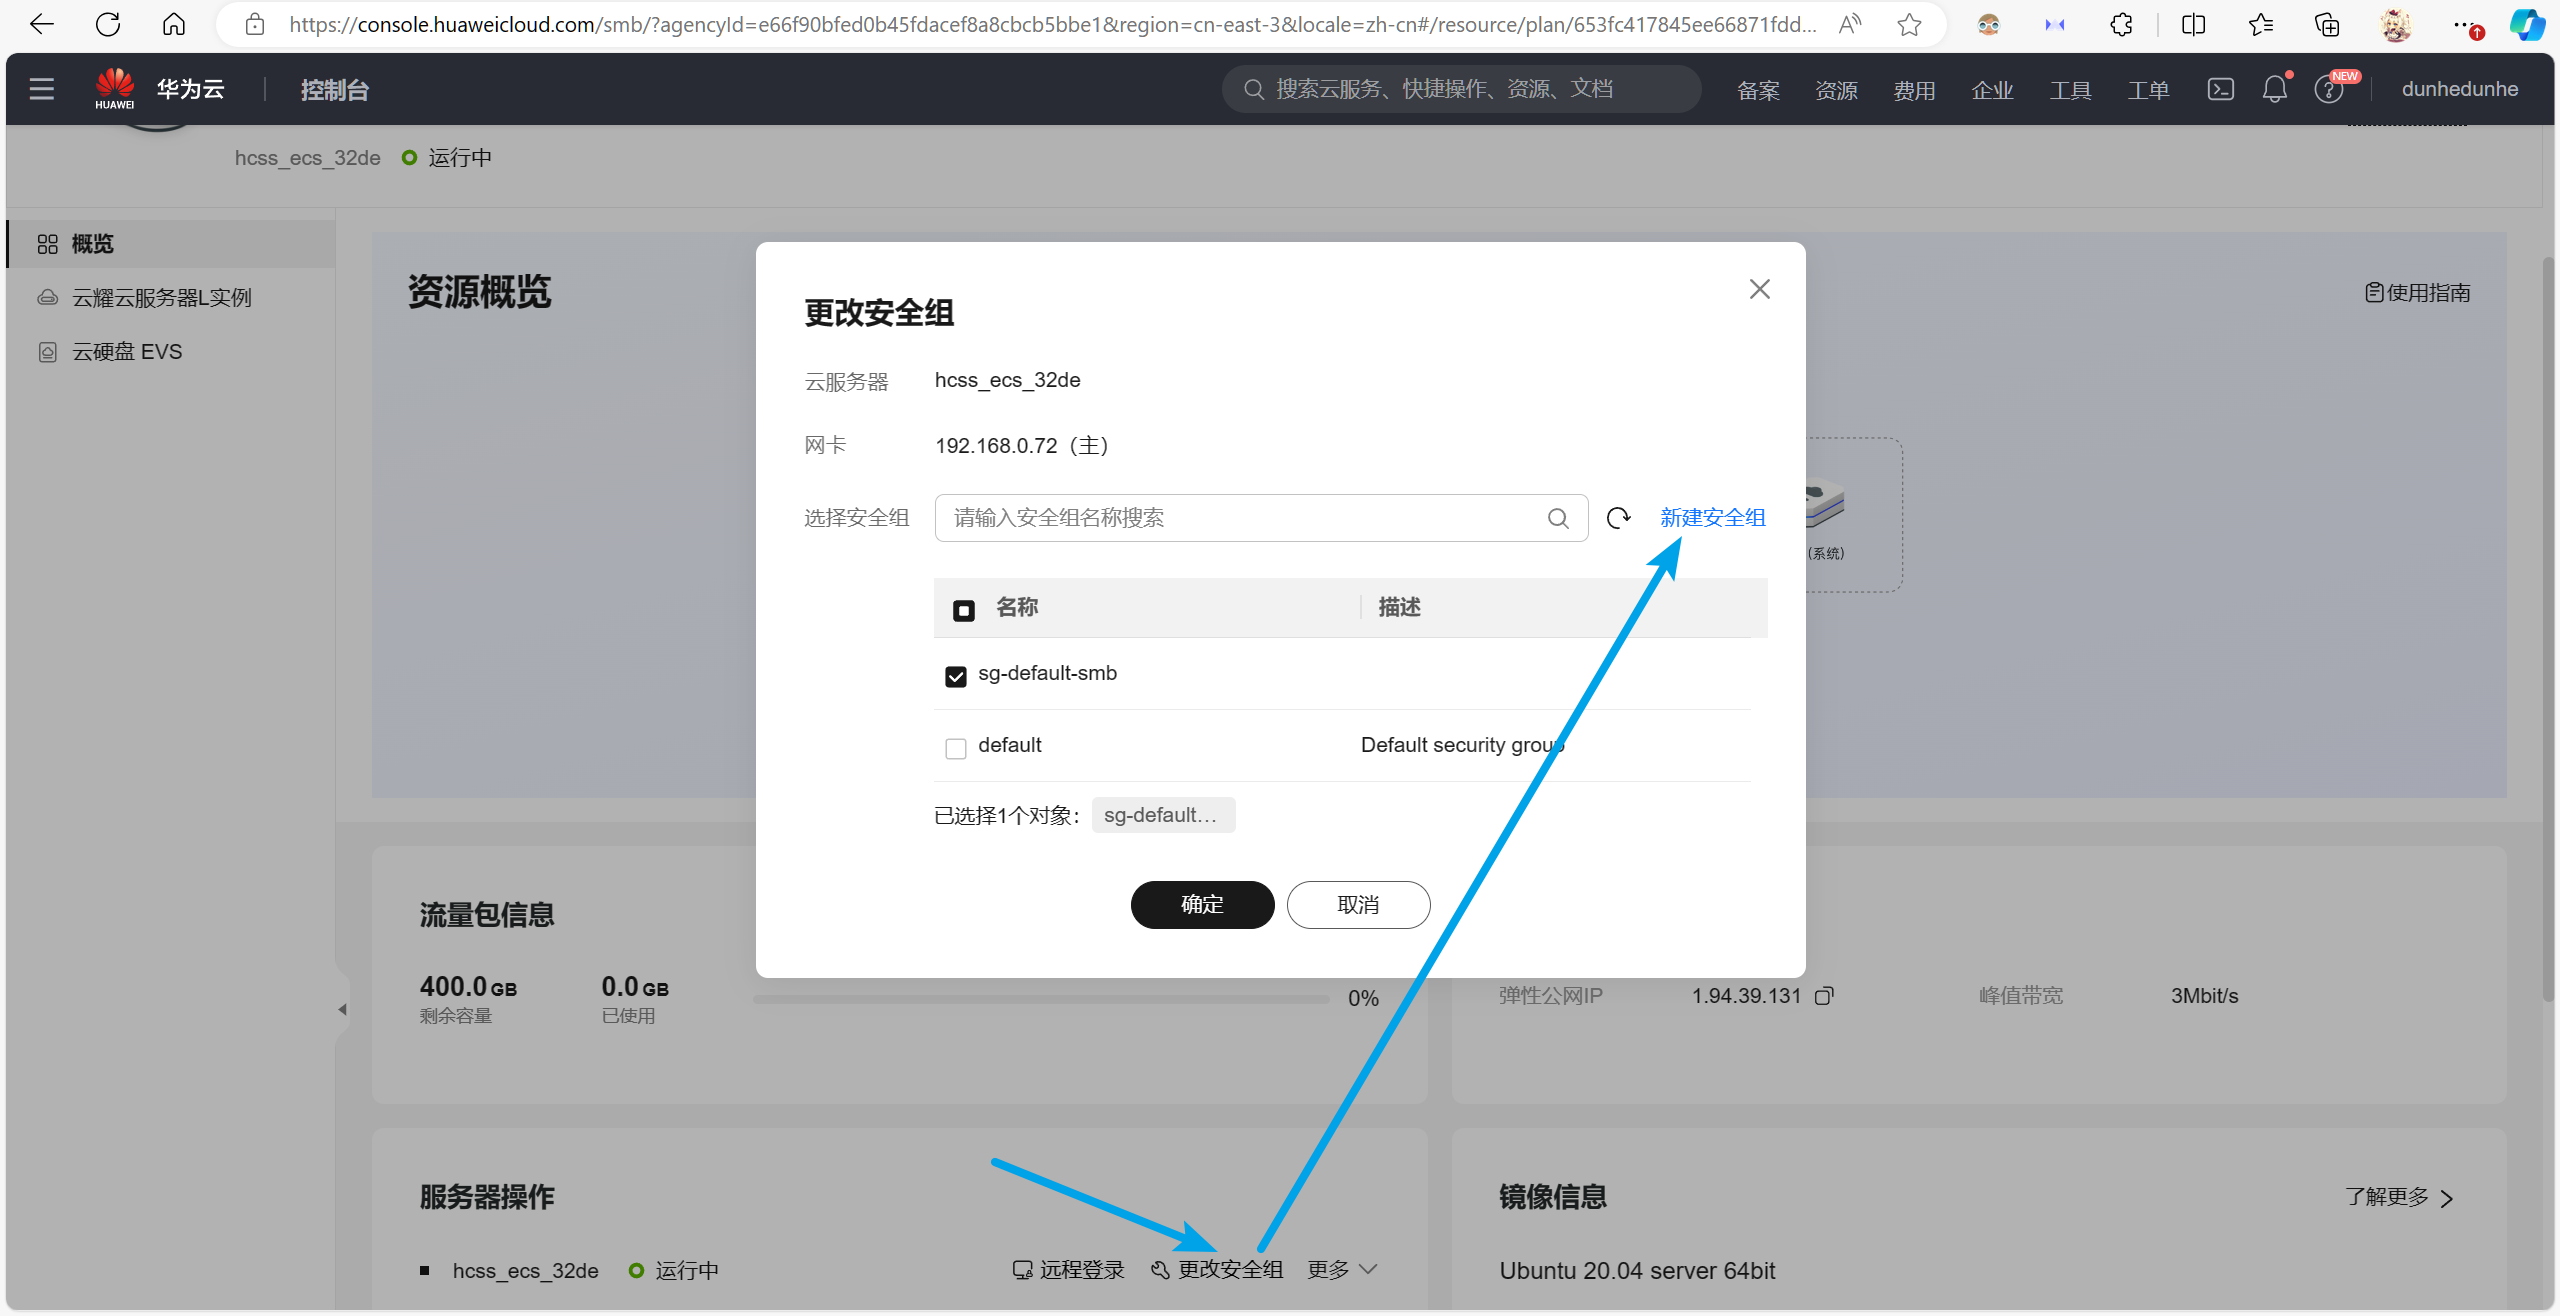 https://console.huaweicloud.com/smb/?agencyId=e66f90bfed0b45fdacef8a8cbcb5bbe1&region=cn-east-3&locale=zh-cn#/resource/plan/653fc417845ee66871fdd...
HUAWEI 华为云 控制台 搜索云服务、快捷操作、资源、文档 备案 资源 费用 企业 工具 工单 NEW dunhedunhe
hcss_ecs_32de 运行中
概览
云耀云服务器L实例
云硬盘 EVS
资源概览
使用指南
(系统)
更改安全组
云服务器 hcss_ecs_32de
网卡 192.168.0.72（主）
选择安全组 请输入安全组名称搜索 新建安全组
名称 描述
sg-default-smb
default Default security group
已选择1个对象： sg-default...
确定 取消
流量包信息
400.0 GB 0.0 GB 0%
剩余容量 已使用
弹性公网IP 1.94.39.131 峰值带宽 3Mbit/s
服务器操作
hcss_ecs_32de 运行中 远程登录 更改安全组 更多
镜像信息 了解更多
Ubuntu 20.04 server 64bit